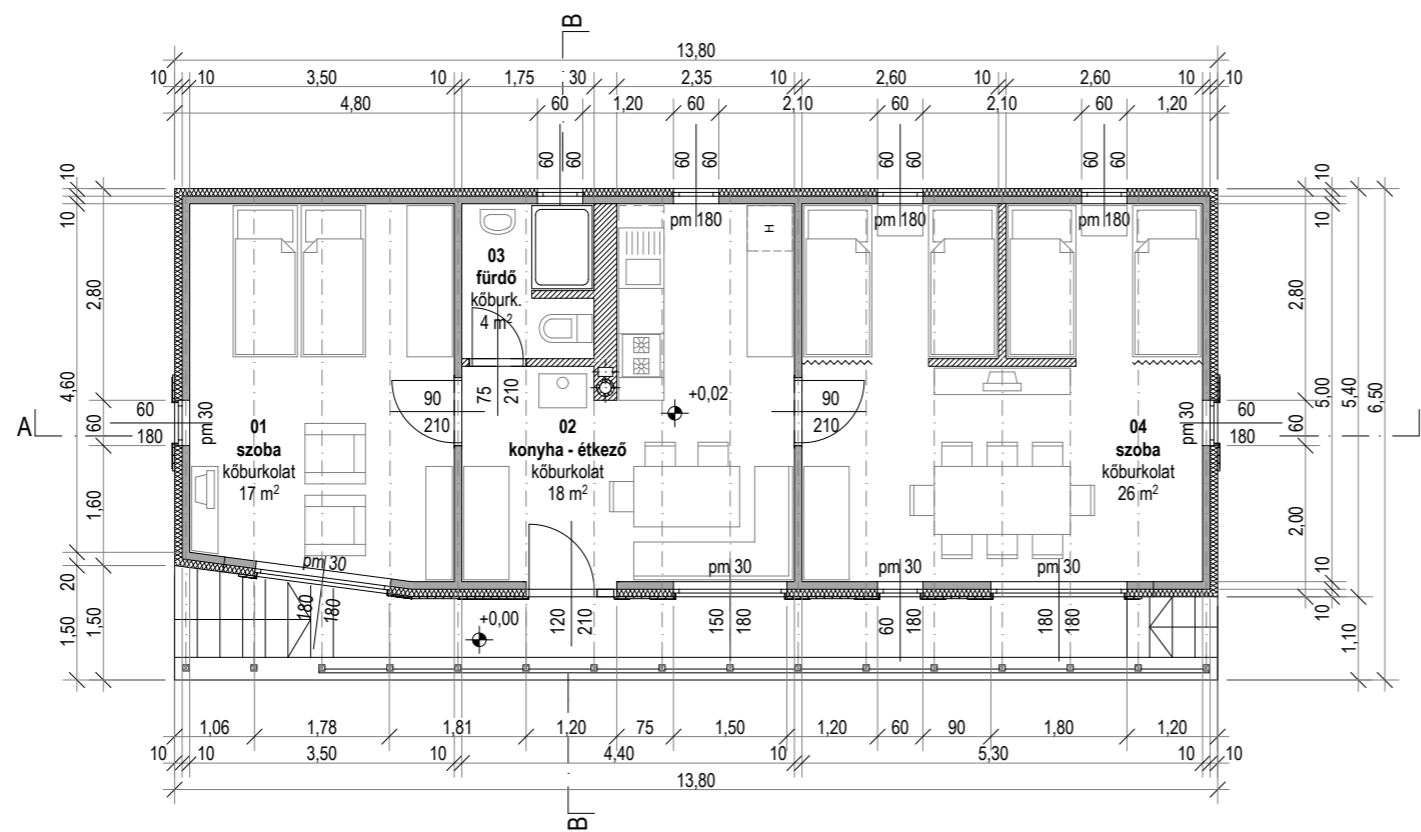 B
13,80
10 10 3,50 10 1,75 30 2,35 10 2,60 10 2,60 10 10
4,80 60 1,20 60 2,10 60 2,10 60 1,20
60 60 60 60 60 60 60 60
10
10
2,80
4,60
60
1,60
20
1,50
1,50
pm 180
pm 180
pm 180
H
03
fürdő
kőburk.
4 m²
75
210
90
210
+0,02
90
210
A
60
180
pm 30
01
szoba
kőburkolat
17 m²
02
konyha - étkező
kőburkolat
18 m²
04
szoba
kőburkolat
26 m²
pm 30
60
180
10
10
2,80
60
5,00
5,40
6,50
2,00
10
10
1,10
pm 30
pm 30
pm 30
pm 30
180
180
+0,00
120
210
150
180
60
180
180
180
1,06 1,78 1,81 1,20 75 1,50 1,20 60 90 1,80 1,20
10 10 3,50 10 4,40 10 5,30 10 10
13,80
B